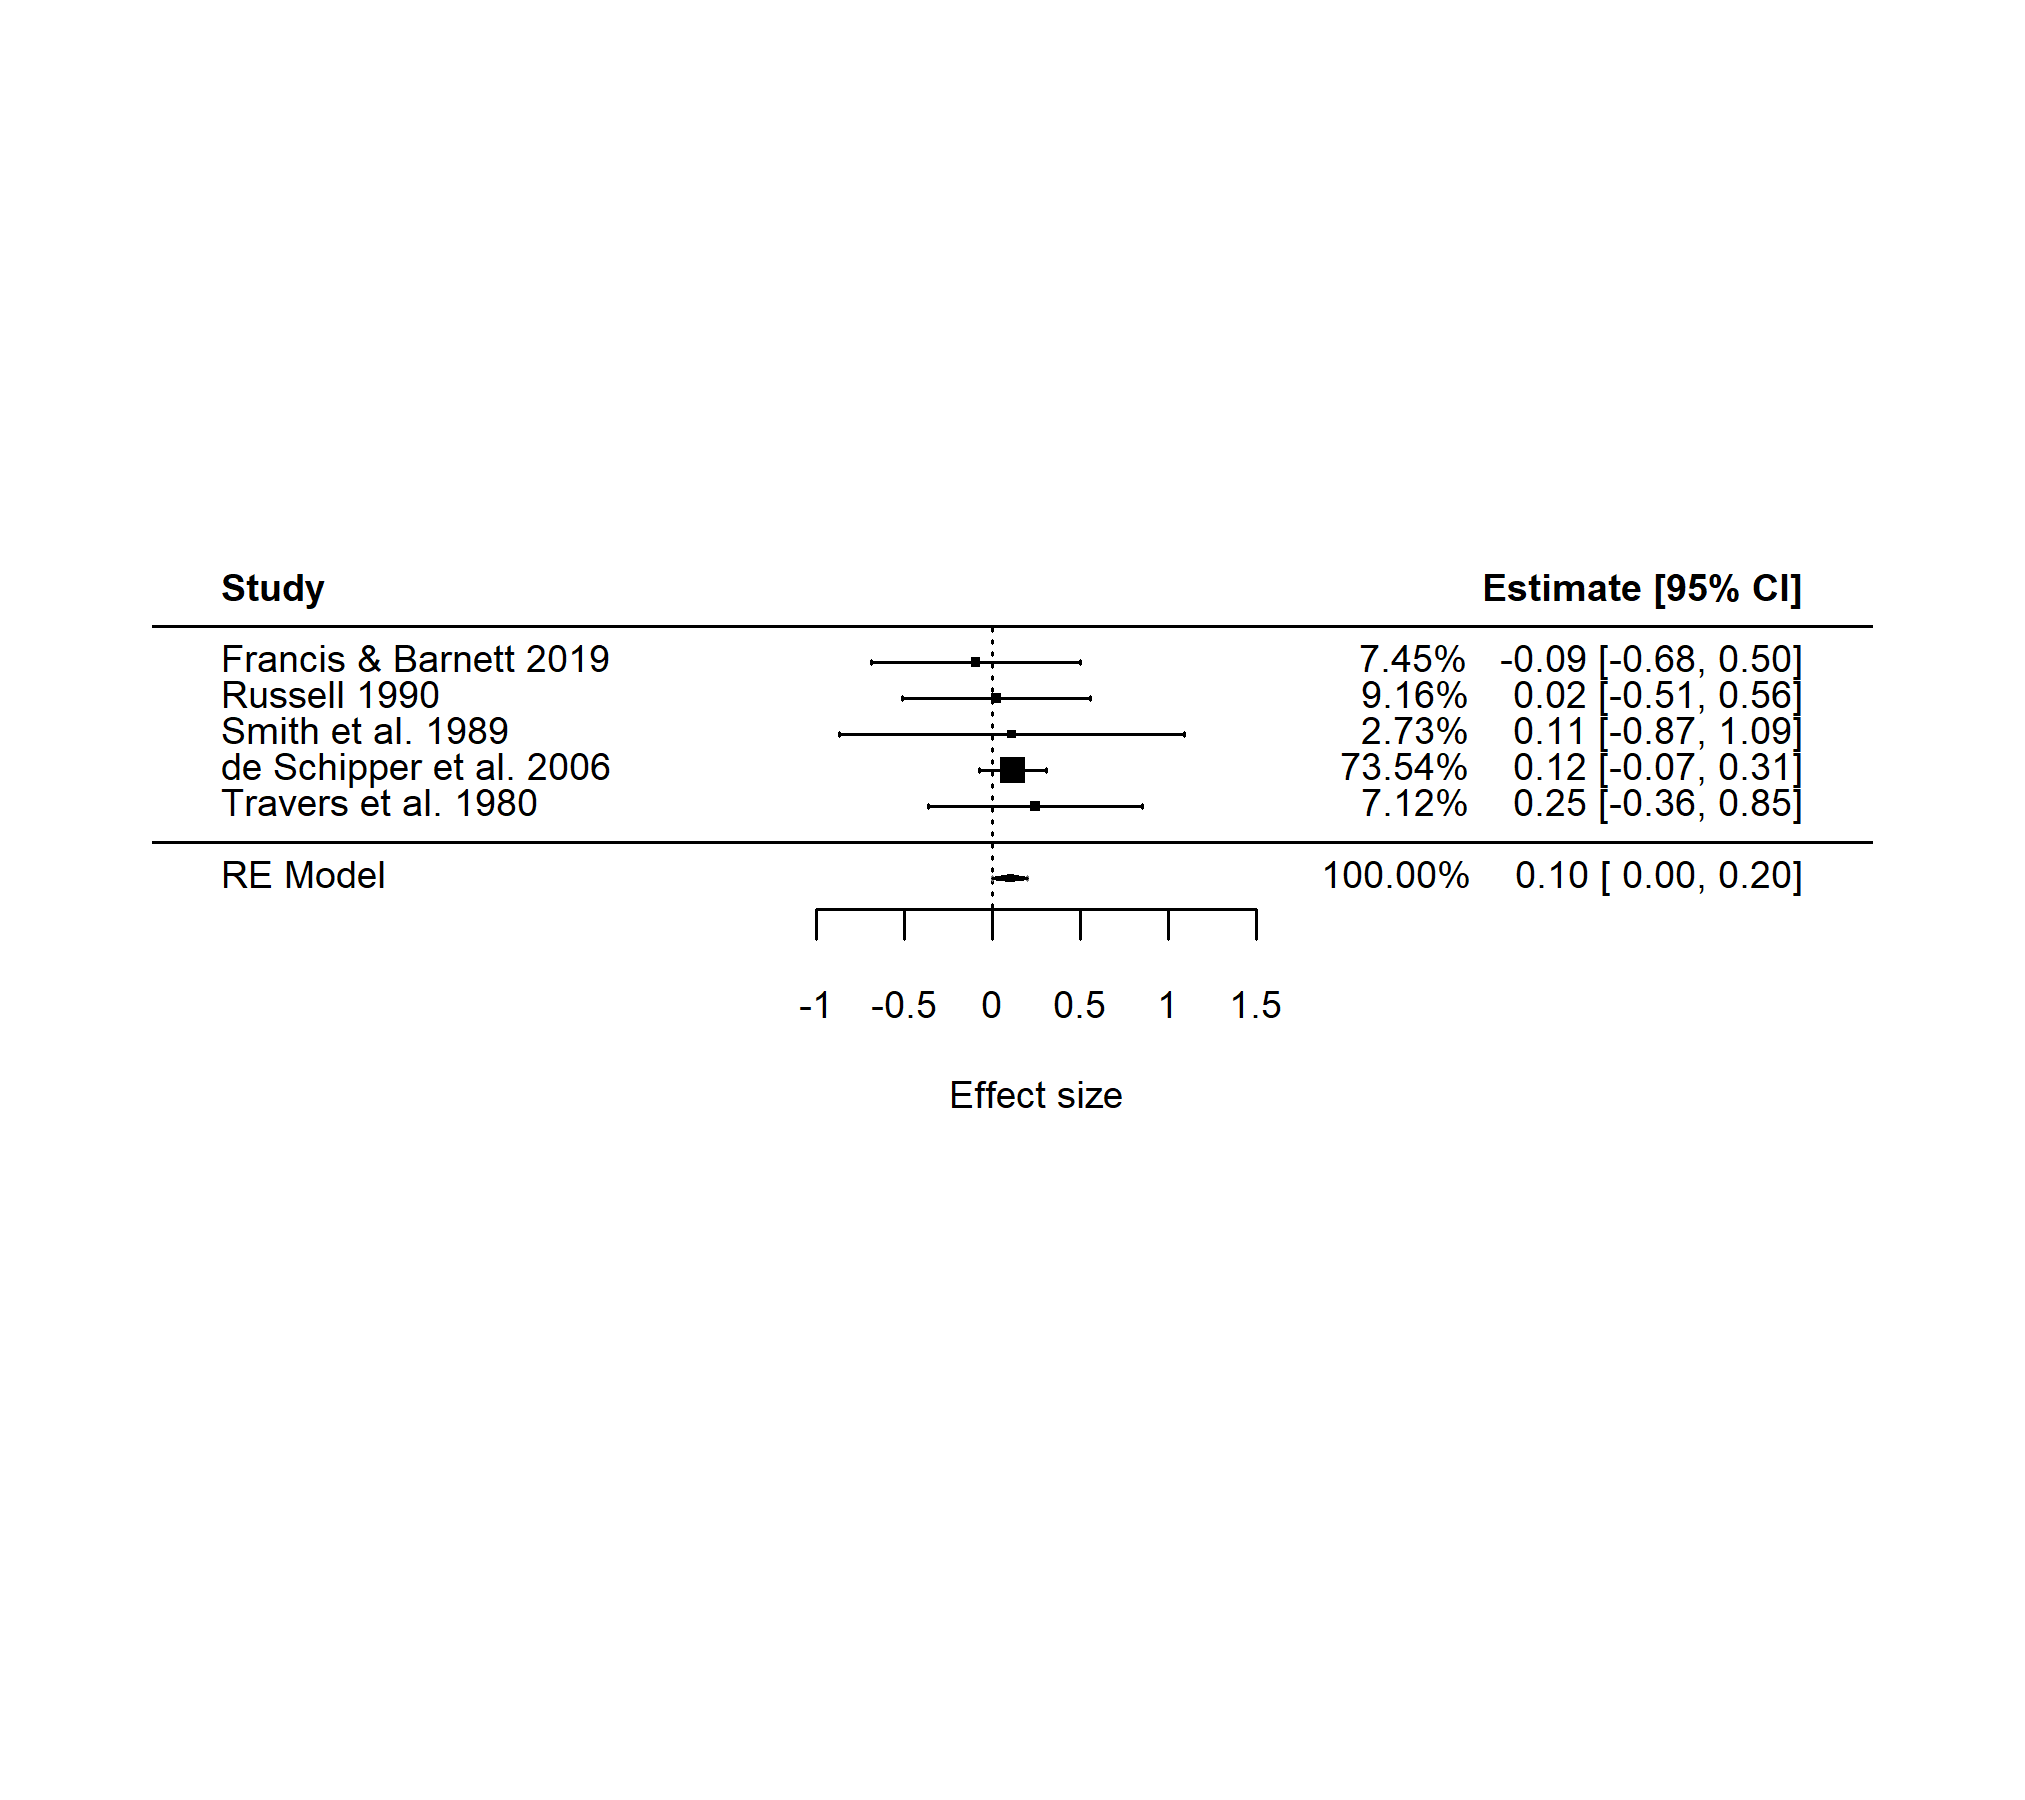 Study Estimate [95% CI]
Francis & Barnett 2019 7.45% -0.09 [-0.68, 0.50]
Russell 1990 9.16% 0.02 [-0.51, 0.56]
Smith et al. 1989 2.73% 0.11 [-0.87, 1.09]
de Schipper et al. 2006 73.54% 0.12 [-0.07, 0.31]
Travers et al. 1980 7.12% 0.25 [-0.36, 0.85]
RE Model 100.00% 0.10 [ 0.00, 0.20]
-1 -0.5 0 0.5 1 1.5
Effect size